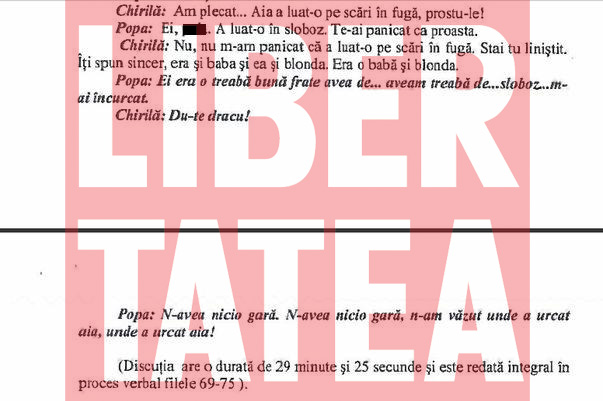 Chirilă: Am plecat... Aia a luat-o pe scări în fugă, prostu-le!
Popa: Ei, . A luat-o în sloboz. Te-ai panicat ca proasta.
Chirilă: Nu, nu m-am panicat că a luat-o pe scări în fugă. Stai tu liniştit.
Îţi spun sincer, era şi baba şi ea şi blonda. Era o babă şi blonda.
Popa: Ei era o treabă bună frate avea de... aveam treabă de...sloboz...m-
ai încurcat.
Chirilă: Du-te dracu!
LIBER
TATEA
Popa: N-avea nicio gară. N-avea nicio gară, n-am văzut unde a urcat
aia, unde a urcat aia!
(Discuţia are o durată de 29 minute şi 25 secunde şi este redată integral în
proces verbal filele 69-75 ).